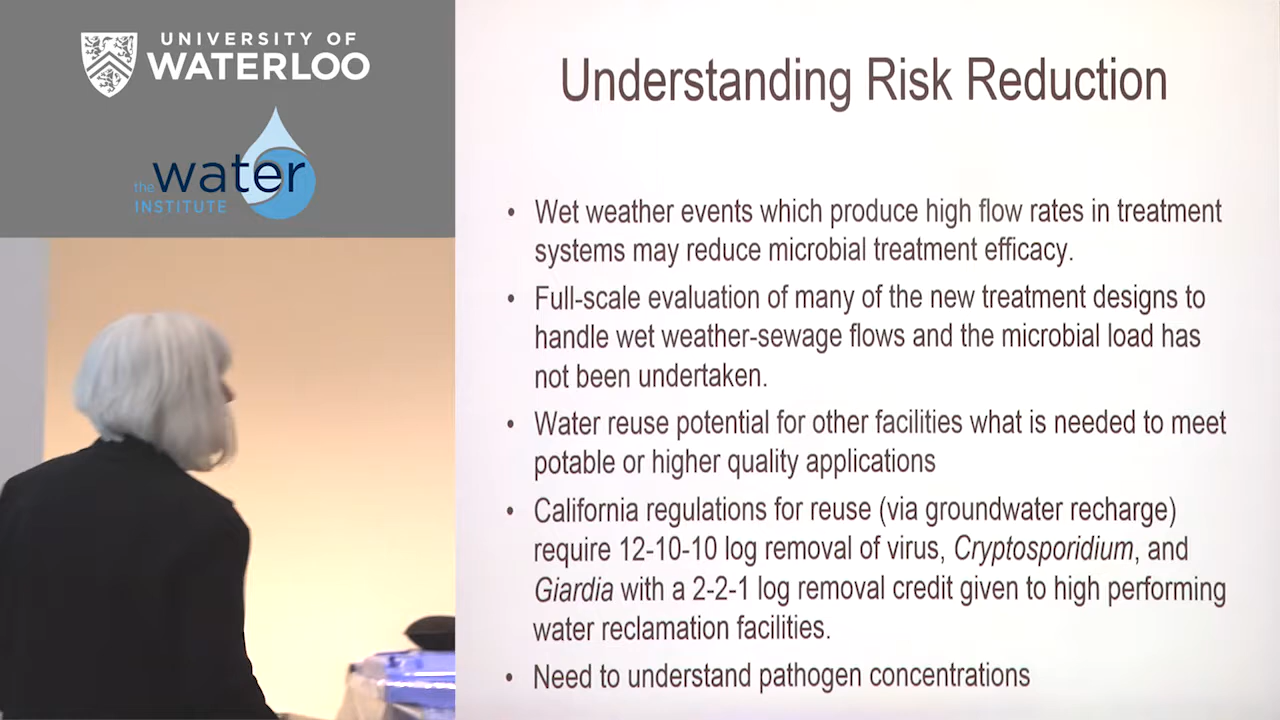 UNIVERSITY OF
WATERLOO
the water
INSTITUTE
Understanding Risk Reduction
• Wet weather events which produce high flow rates in treatment
systems may reduce microbial treatment efficacy.
• Full-scale evaluation of many of the new treatment designs to
handle wet weather-sewage flows and the microbial load has
not been undertaken.
• Water reuse potential for other facilities what is needed to meet
potable or higher quality applications
• California regulations for reuse (via groundwater recharge)
require 12-10-10 log removal of virus, Cryptosporidium, and
Giardia with a 2-2-1 log removal credit given to high performing
water reclamation facilities.
• Need to understand pathogen concentrations